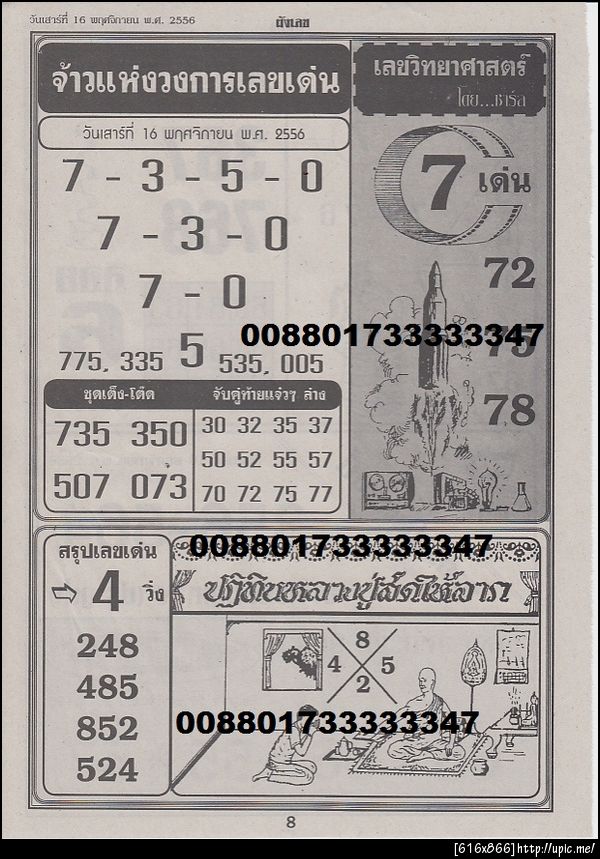 วันเสาร์ที่ 16 พฤศจิกายน พ.ศ. 2556
ผังเลข
จ้าวแห่งวงการเลขเด่น
วันเสาร์ที่ 16 พฤศจิกายน พ.ศ. 2556
7 - 3 - 5 - 0
7 - 3 - 0
7 - 0
775, 335 5 535, 005
ชุดเต็ง-โต๊ด
735 350
507 073
จับคู่ท้ายแจ๋วๆ ล่าง
30 32 35 37
50 52 55 57
70 72 75 77
เลขวิทยาศาสตร์
โดย...ชาร์ล
7 เด่น
72
75
78
008801733333347
สรุปเลขเด่น
4 วิ่ง
248
485
852
524
008801733333347
8
4 5
2
008801733333347
8
[616x866]http://upic.me/